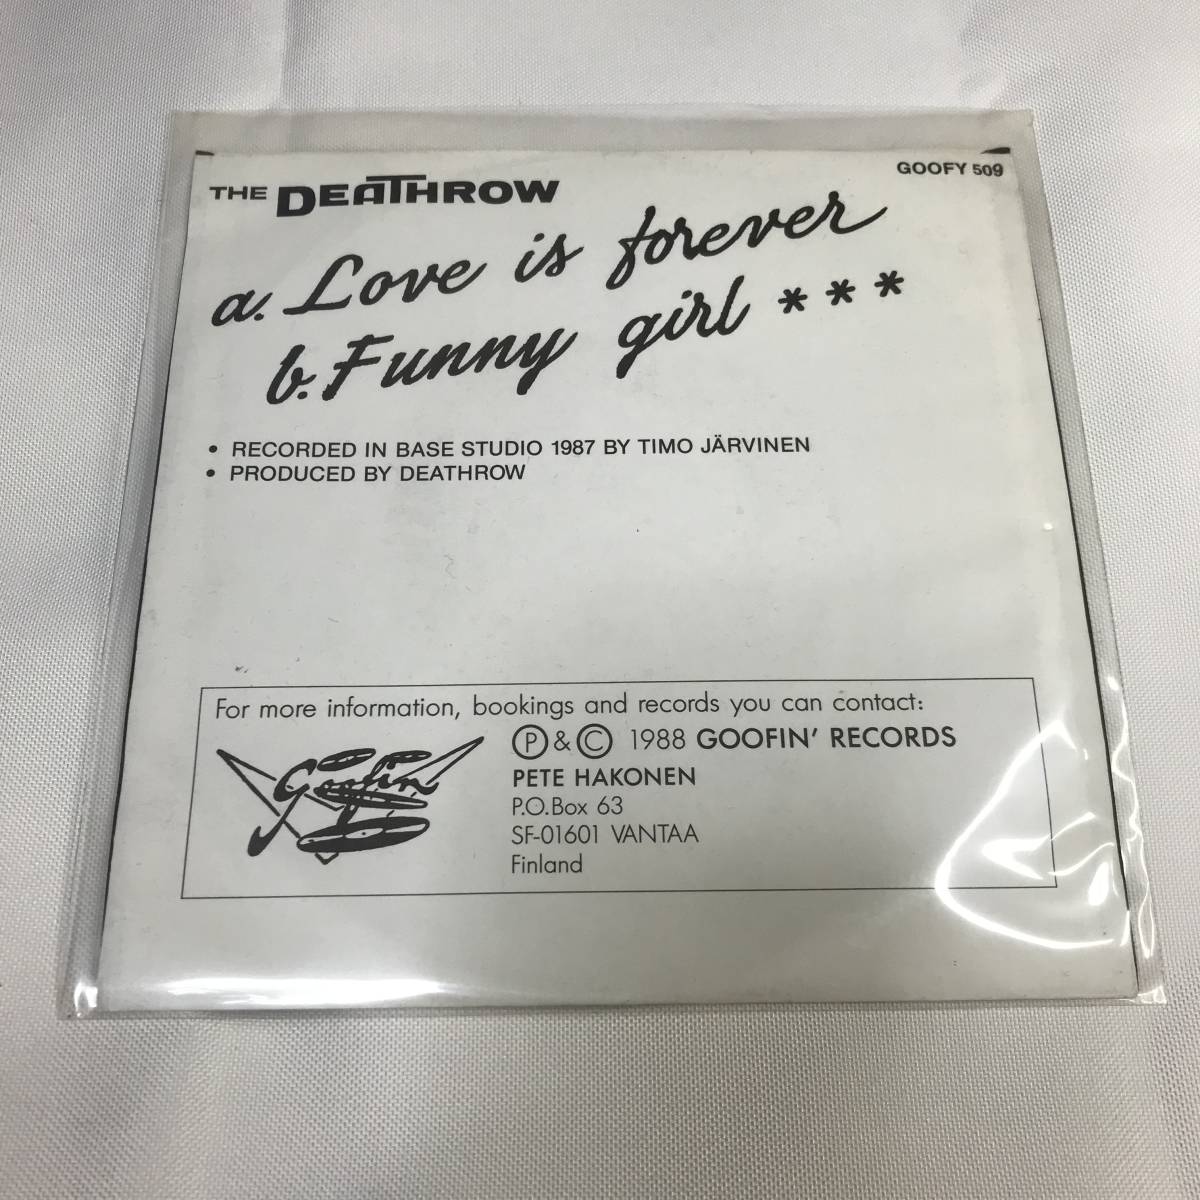 THE DEATHROW
GOOFY 509
a. Love is forever
b. Funny girl ***
• RECORDED IN BASE STUDIO 1987 BY TIMO JÄRVINEN
• PRODUCED BY DEATHROW
For more information, bookings and records you can contact:
Goofin
Ⓟ & Ⓒ 1988 GOOFIN' RECORDS
PETE HAKONEN
P.O.Box 63
SF-01601 VANTAA
Finland